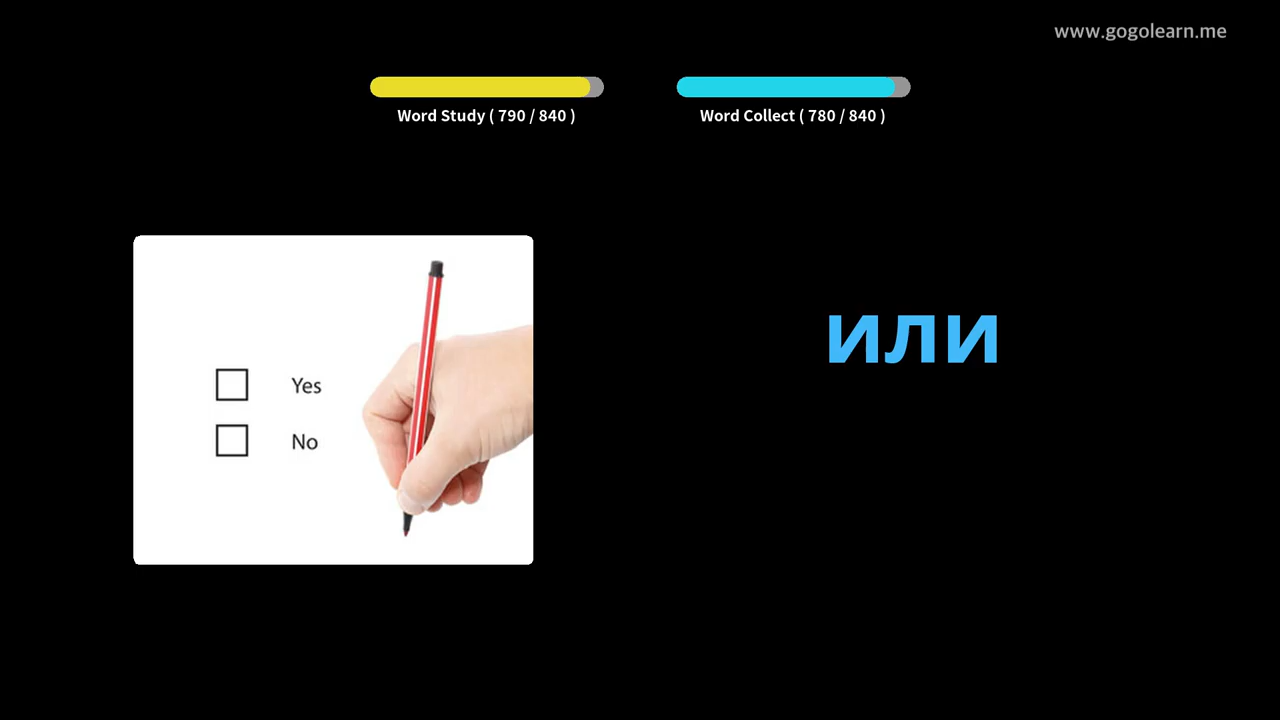 www.gogolearn.me
Word Study ( 790 / 840 )
Word Collect ( 780 / 840 )
или
Yes
No